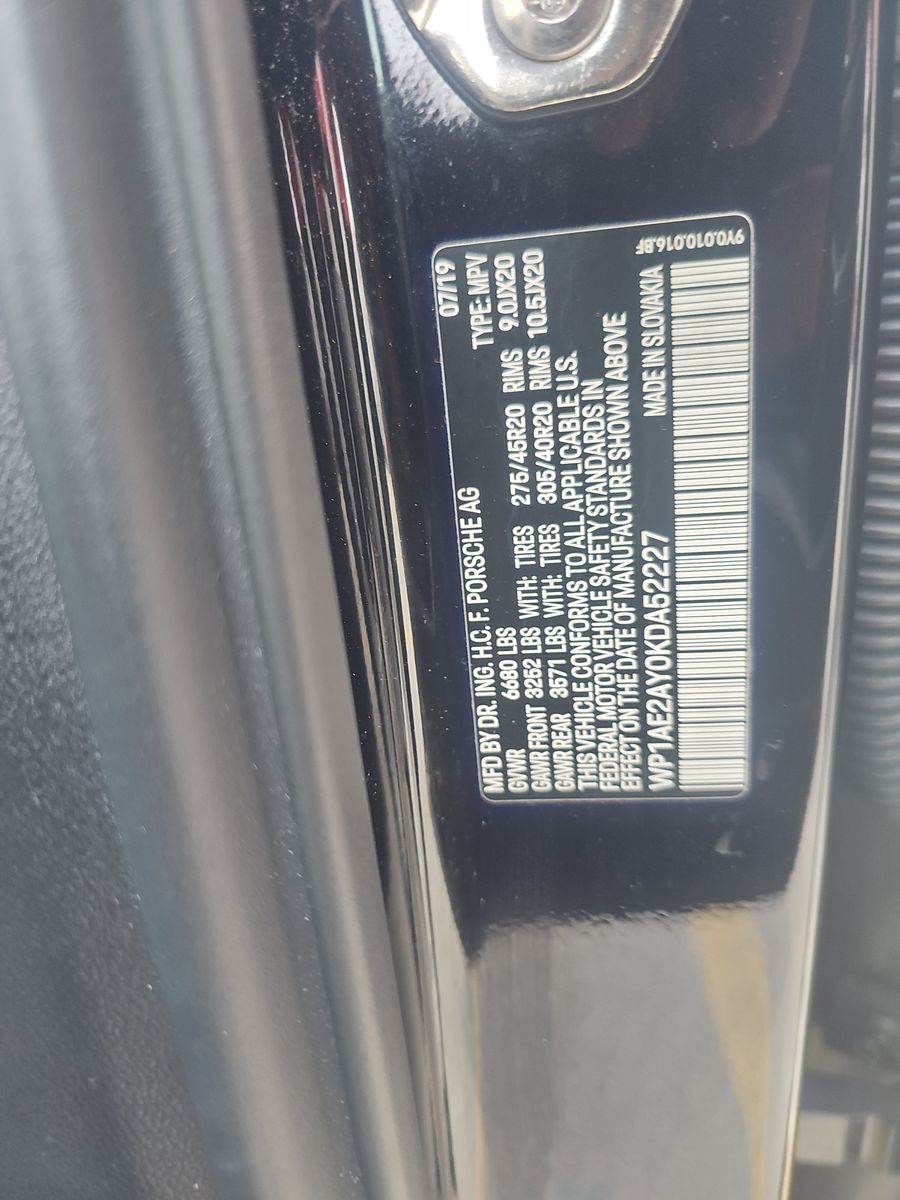 07/19
MFD BY DR. ING. H.C. F. PORSCHE AG
GVWR 6680 LBS TYPE: MPV
GAWR FRONT 3252 LBS WITH: TIRES 275/45R20 RIMS 9.0JX20
GAWR REAR 3571 LBS WITH: TIRES 305/40R20 RIMS 10.5JX20
THIS VEHICLE CONFORMS TO ALL APPLICABLE U.S.
FEDERAL MOTOR VEHICLE SAFETY STANDARDS IN
EFFECT ON THE DATE OF MANUFACTURE SHOWN ABOVE
WP1AE2AY0KDA52227 MADE IN SLOVAKIA
9Y0.010.016.BF